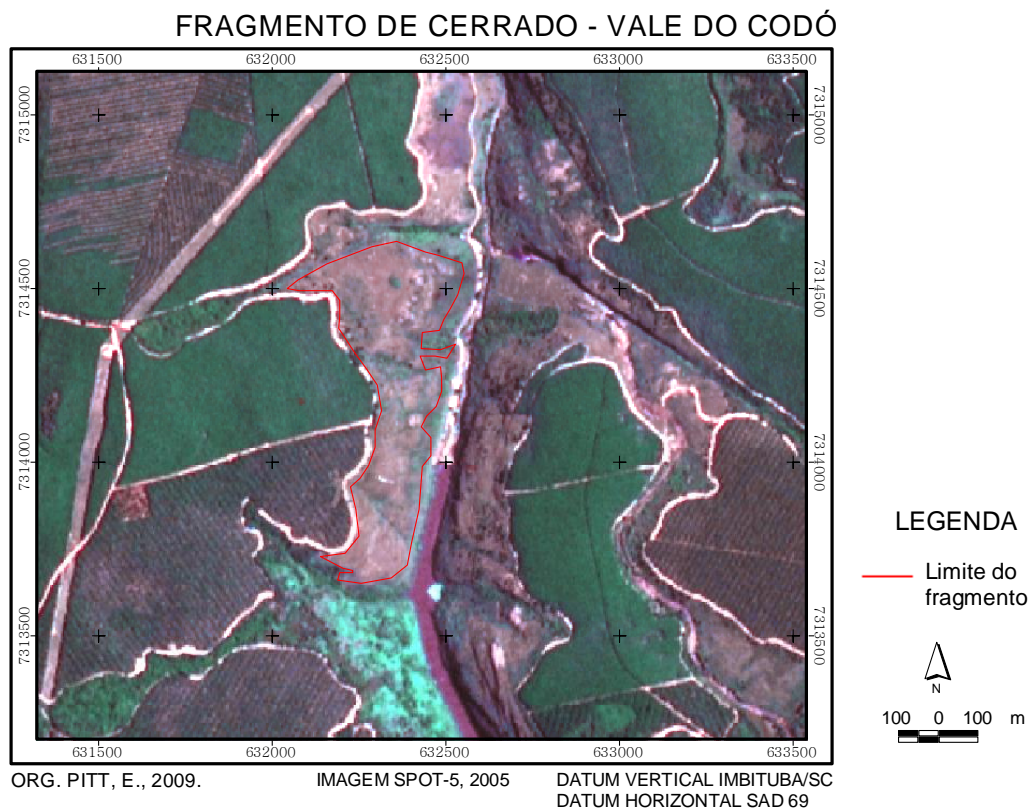 FRAGMENTO DE CERRADO - VALE DO CODÓ
631500 632000 632500 633000 633500
7315000 7315000
7314500 7314500
7314000 7314000
7313500 7313500
631500 632000 632500 633000 633500
LEGENDA
Limite do
fragmento
N
100 0 100 m
ORG. PITT, E., 2009. IMAGEM SPOT-5, 2005 DATUM VERTICAL IMBITUBA/SC
DATUM HORIZONTAL SAD 69